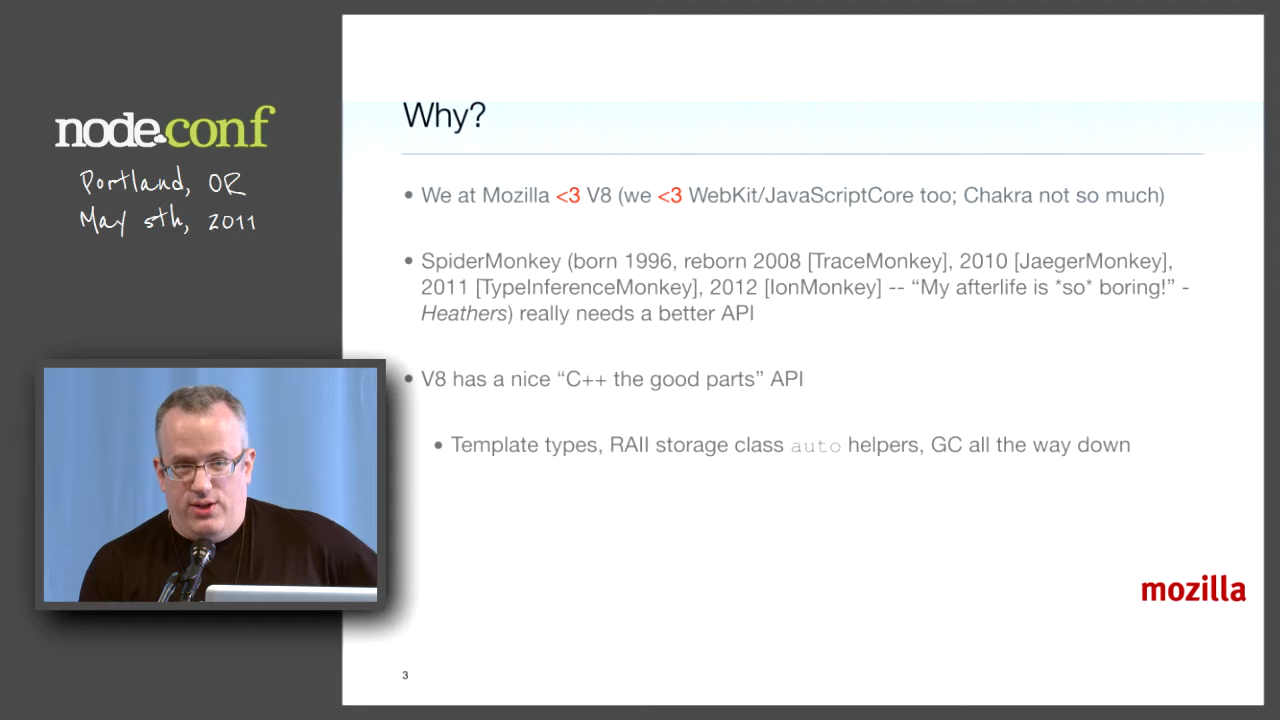 node.conf
Portland, OR
May 5th, 2011
Why?
• We at Mozilla <3 V8 (we <3 WebKit/JavaScriptCore too; Chakra not so much)
• SpiderMonkey (born 1996, reborn 2008 [TraceMonkey], 2010 [JaegerMonkey],
2011 [TypeInferenceMonkey], 2012 [IonMonkey] -- “My afterlife is *so* boring!” -
Heathers) really needs a better API
• V8 has a nice “C++ the good parts” API
• Template types, RAII storage class auto helpers, GC all the way down
mozilla
3